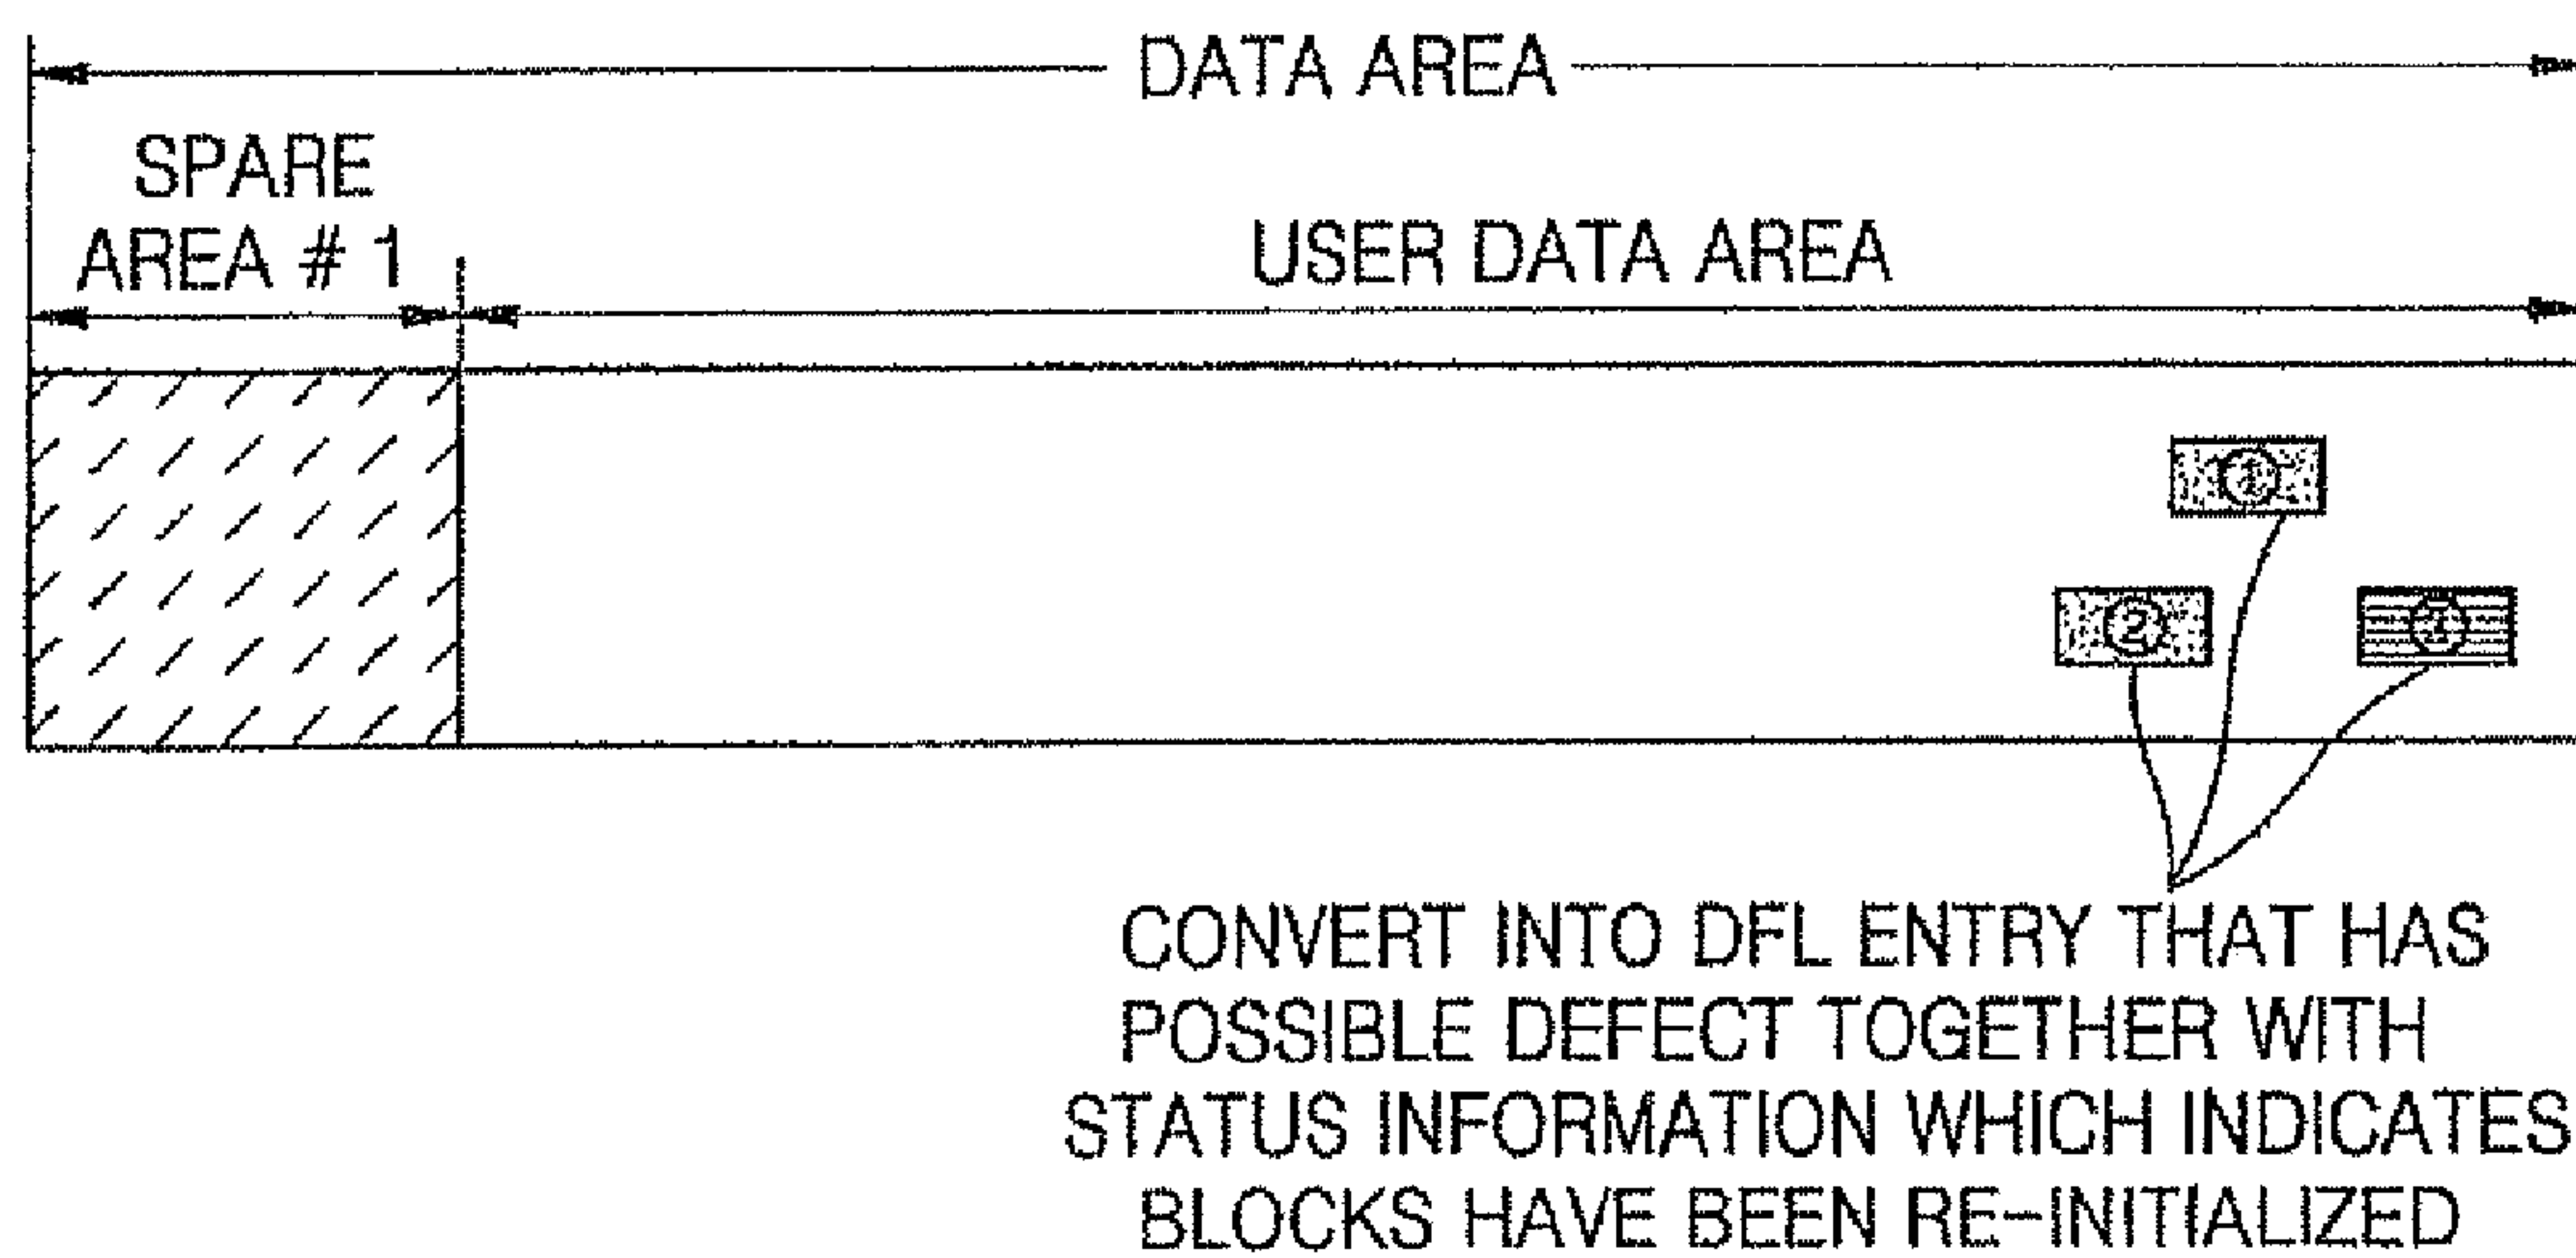 DATA AREA
SPARE
AREA # 1
USER DATA AREA
②
CONVERT INTO DFL ENTRY THAT HAS
POSSIBLE DEFECT TOGETHER WITH
STATUS INFORMATION WHICH INDICATES
BLOCKS HAVE BEEN RE-INITIALIZED